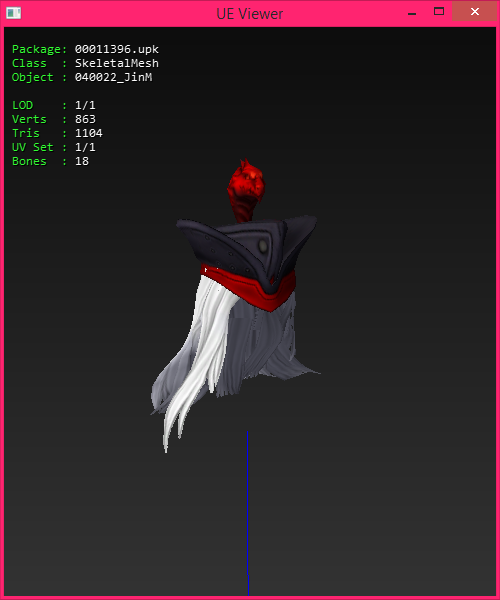 UE Viewer
Package: 00011396.upk
Class : SkeletalMesh
Object : 040022_JinM
LOD : 1/1
Verts : 863
Tris : 1104
UV Set : 1/1
Bones : 18